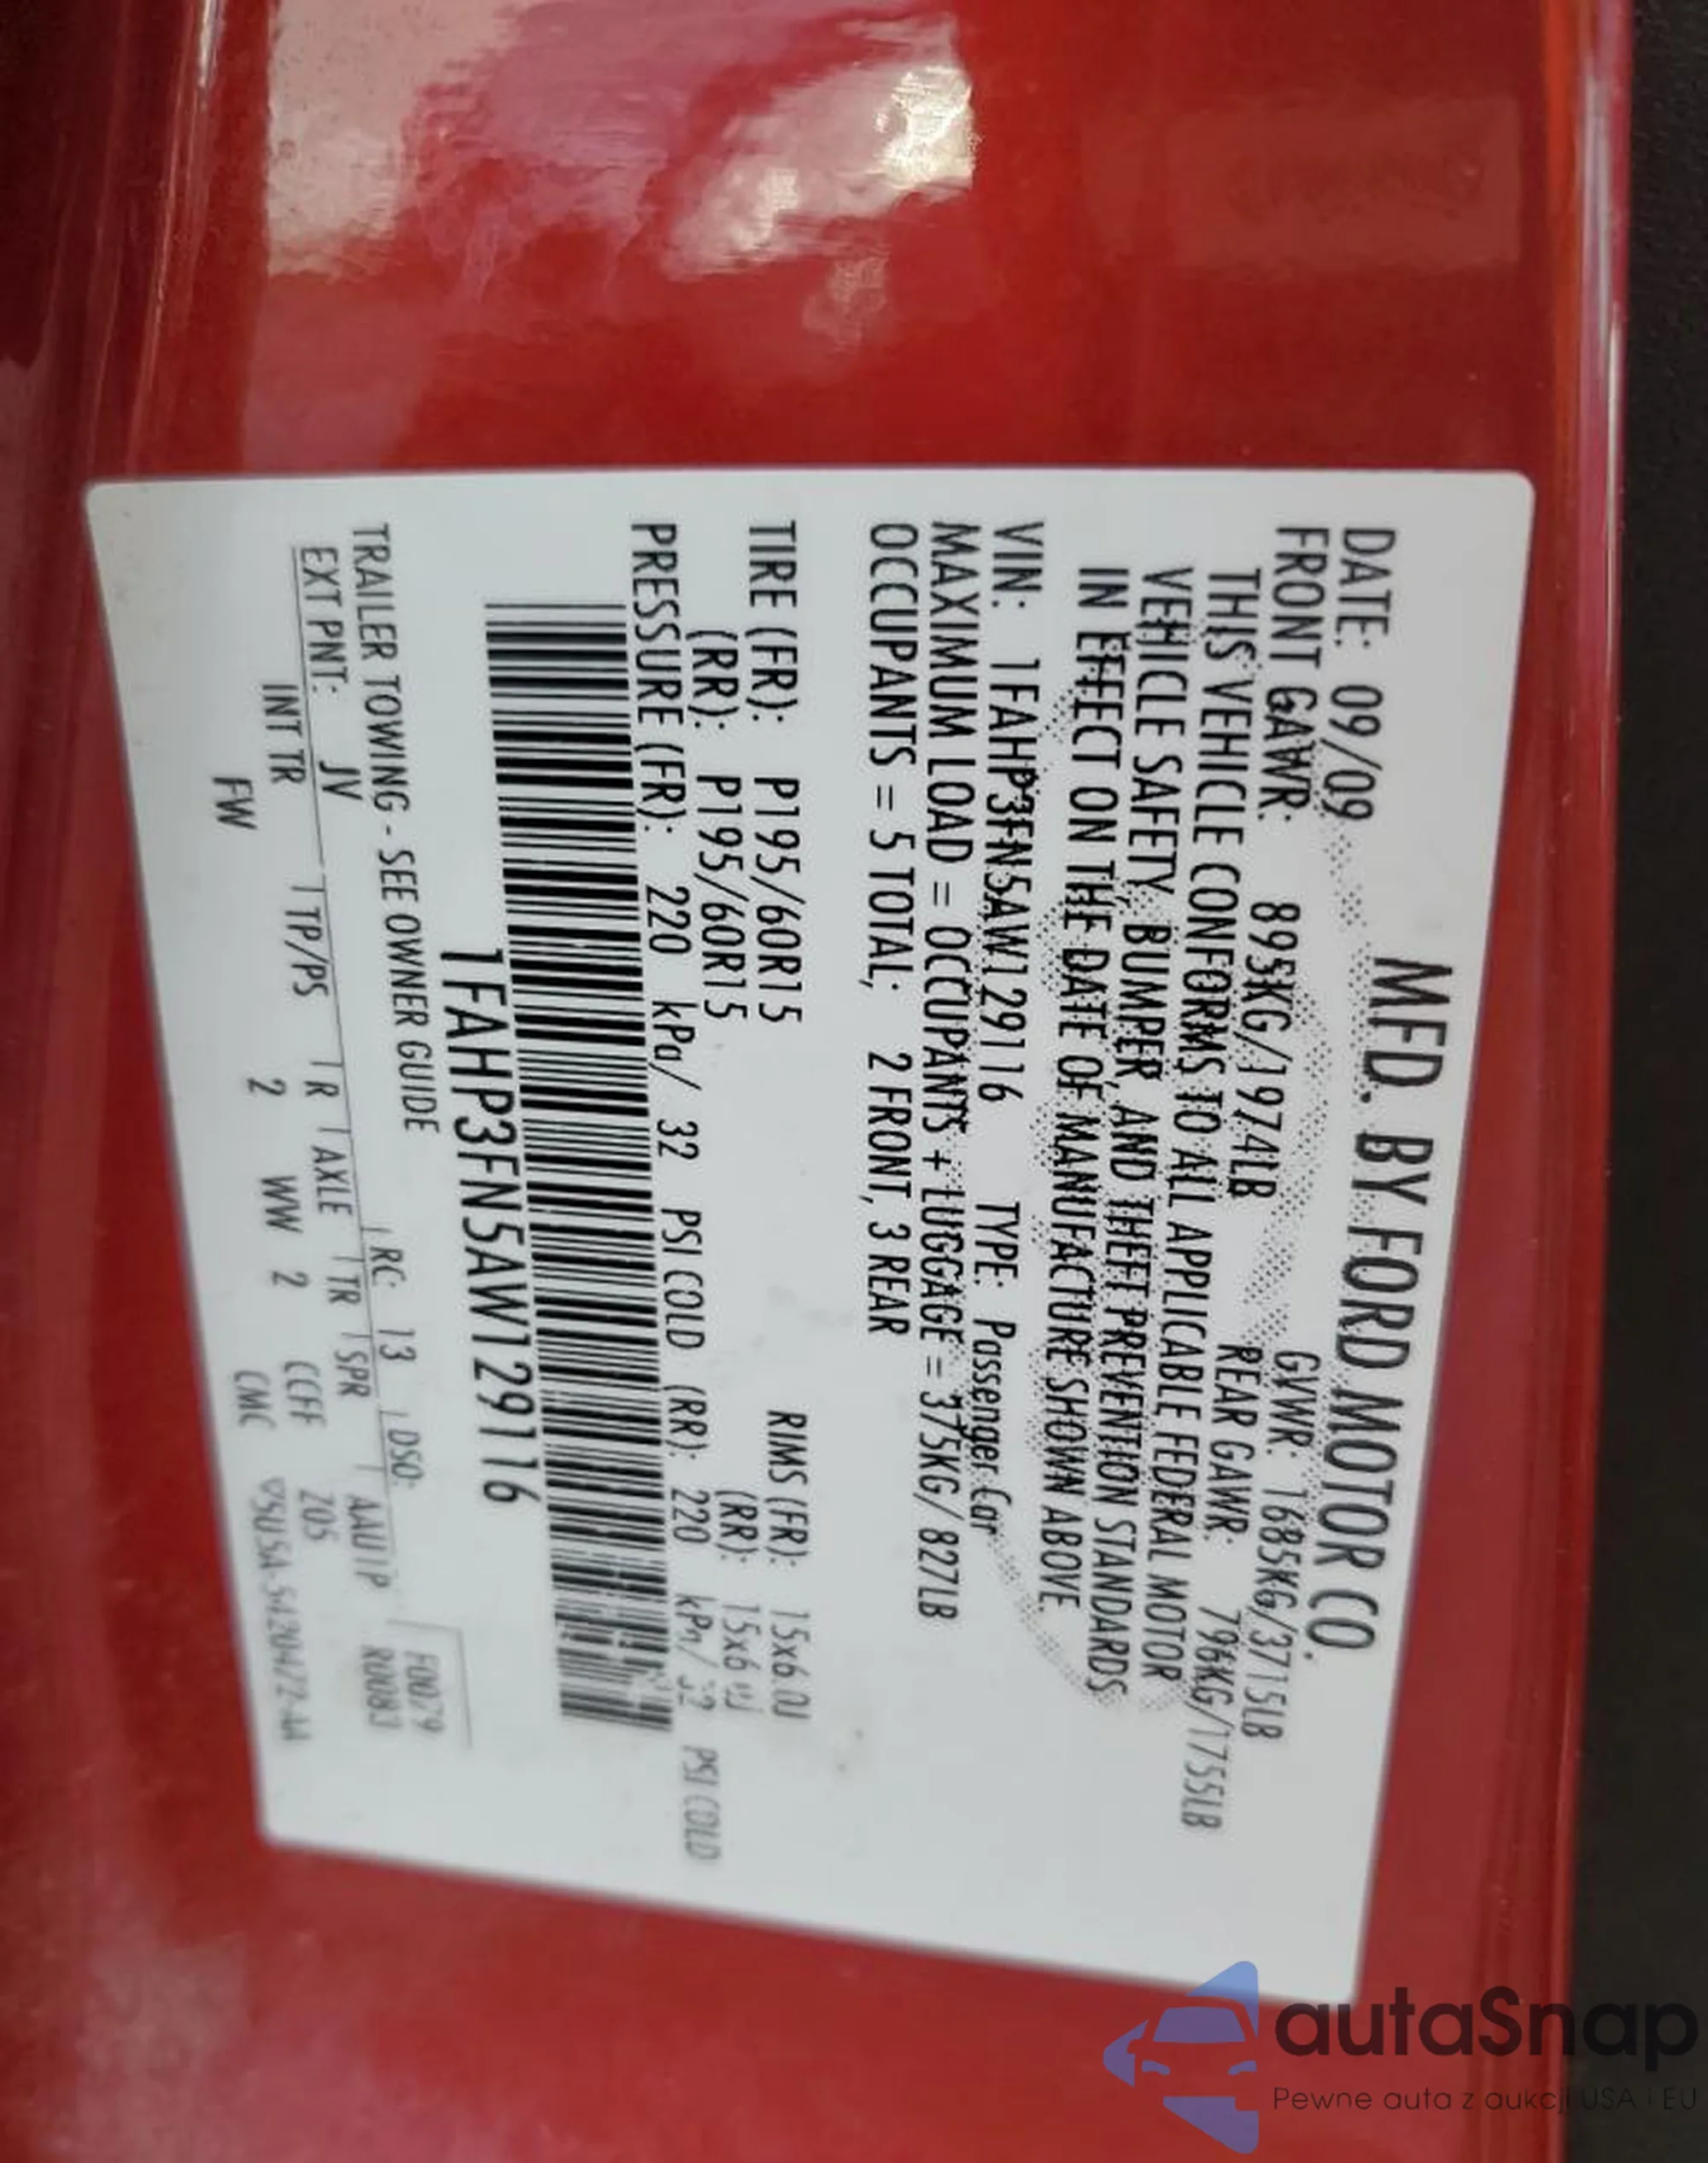 MFD. BY FORD MOTOR CO.
DATE: 09/09
GVWR: 1685KG/3715LB
FRONT GAWR: 895KG/1974LB
REAR GAWR: 796KG/1755LB
THIS VEHICLE CONFORMS TO ALL APPLICABLE FEDERAL MOTOR
VEHICLE SAFETY, BUMPER, AND THEFT PREVENTION STANDARDS
IN EFFECT ON THE DATE OF MANUFACTURE SHOWN ABOVE.
VIN: 1FAHP3FN5AW129116 TYPE: Passenger Car
MAXIMUM LOAD = OCCUPANTS + LUGGAGE = 375KG/ 827LB
OCCUPANTS = 5 TOTAL; 2 FRONT, 3 REAR
TIRE (FR): P195/60R15 RIMS (FR): 15x6.0J
(RR): P195/60R15 (RR): 15x6.0J
PRESSURE (FR): 220 kPa/ 32 PSI COLD (RR): 220 kPa/ 32 PSI COLD
1FAHP3FN5AW129116
TRAILER TOWING - SEE OWNER GUIDE
RC: 13 DSO:
F0079
R0083
EXT PNT: JV
INT TR TP/PS R AXLE TR SPR AAU1P
FW 2 WW 2 CCFF 205
CMC
autaSnap
Pewne auta z aukcji USA i EU